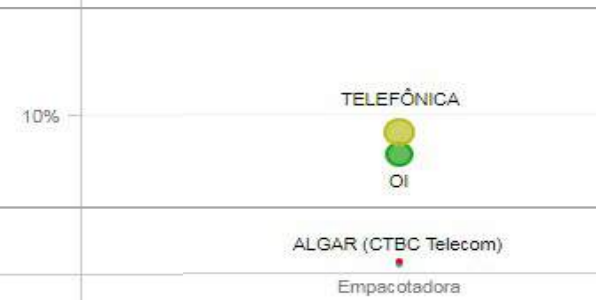 TELEFÔNICA
10%
OI
ALGAR (CTBC Telecom)
Empacotadora